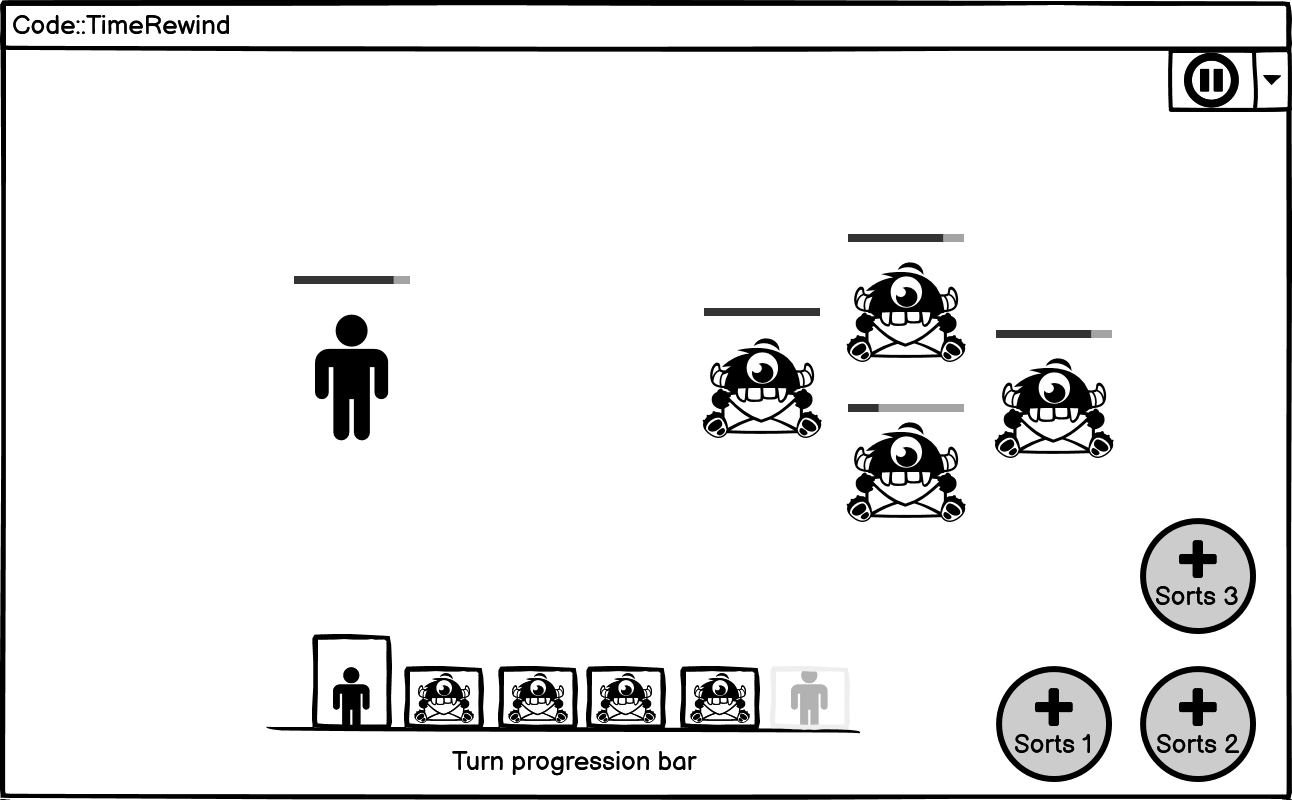 Code::TimeRewind
Sorts 3
Sorts 1
Sorts 2
Turn progression bar